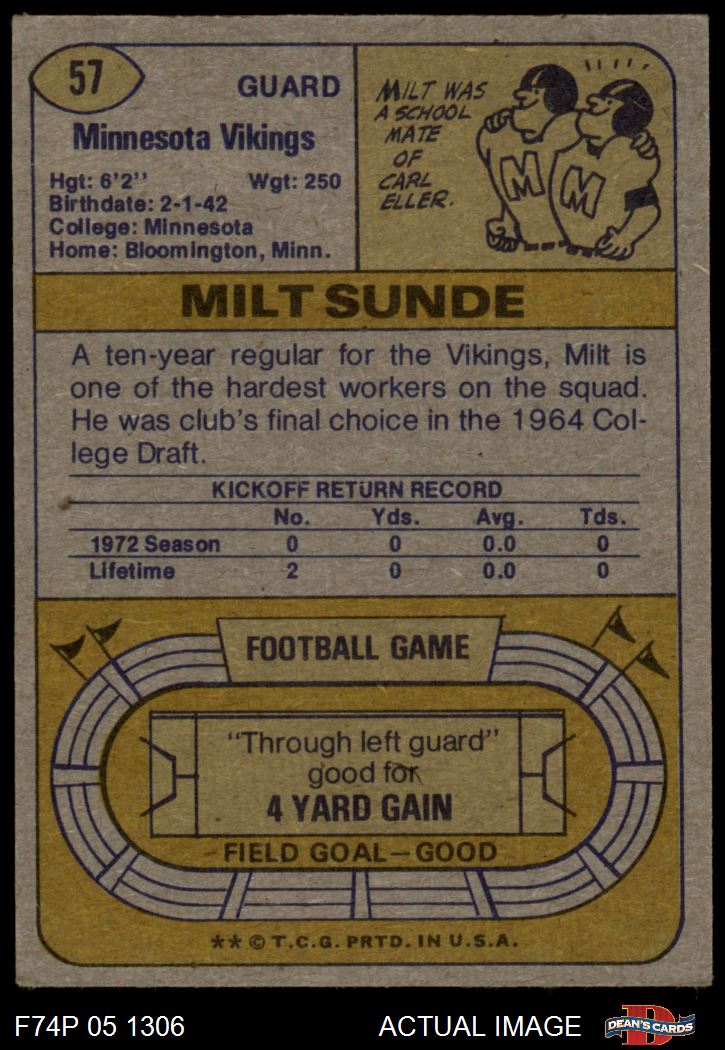 57
GUARD
Minnesota Vikings
Hgt: 6'2" Wgt: 250
Birthdate: 2-1-42
College: Minnesota
Home: Bloomington, Minn.
MILT WAS
A SCHOOL
MATE
OF
CARL
ELLER.
M M
MILT SUNDE
A ten-year regular for the Vikings, Milt is
one of the hardest workers on the squad.
He was club's final choice in the 1964 Col-
lege Draft.
KICKOFF RETURN RECORD
No. Yds. Avg. Tds.
1972 Season 0 0 0.0 0
Lifetime 2 0 0.0 0
FOOTBALL GAME
"Through left guard"
good for
4 YARD GAIN
FIELD GOAL—GOOD
** © T.C.G. PRTD. IN U.S.A.
F74P 05 1306 ACTUAL IMAGE
D
DEAN'S CARDS